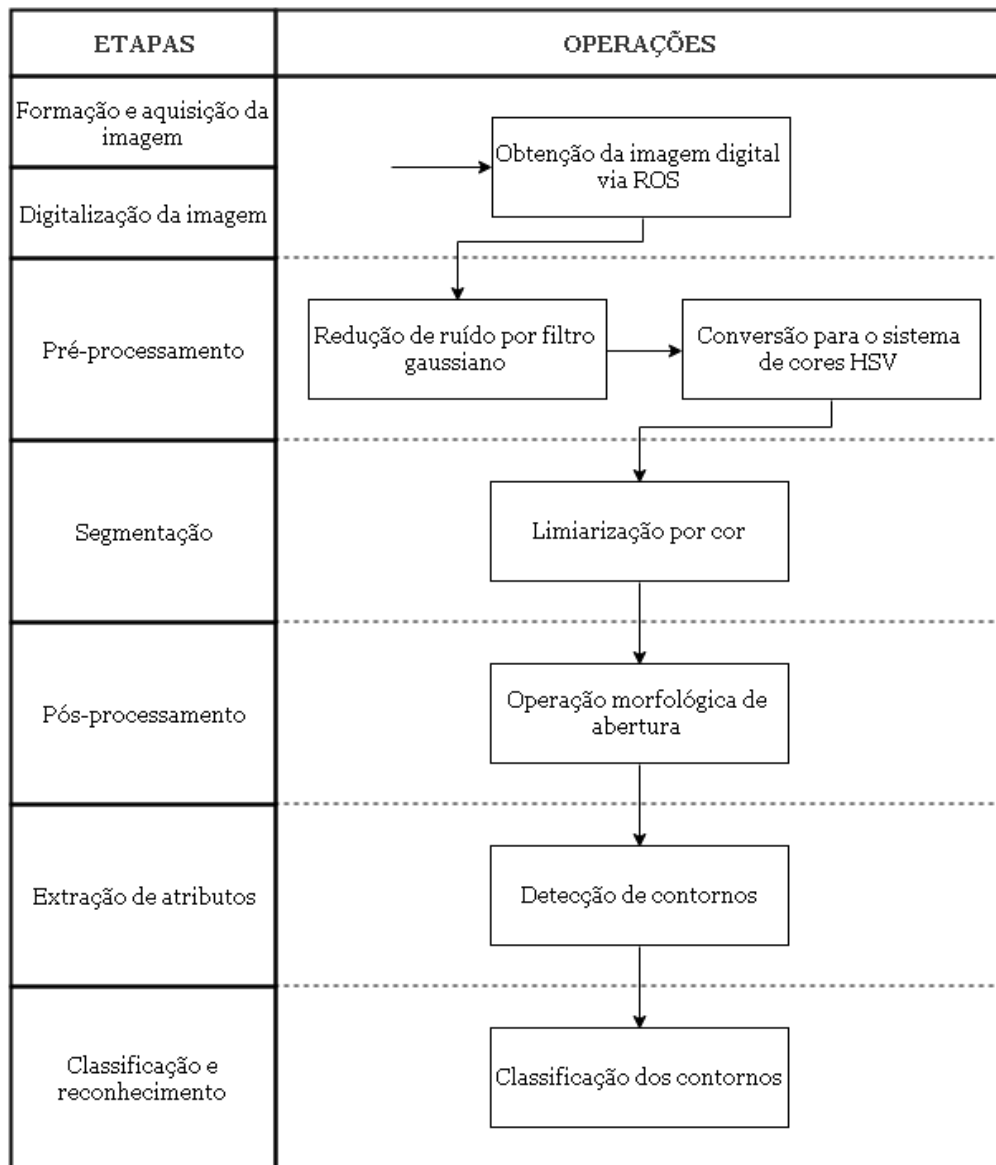 ETAPAS
OPERAÇÕES
Formação e aquisição da
imagem
Obtenção da imagem digital
via ROS
Digitalização da imagem
Pré-processamento
Redução de ruído por filtro
gaussiano
Conversão para o sistema
de cores HSV
Segmentação
Limiarização por cor
Pós-processamento
Operação morfológica de
abertura
Extração de atributos
Detecção de contornos
Classificação e
reconhecimento
Classificação dos contornos